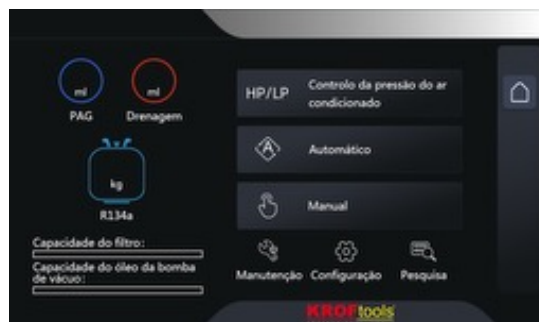 ml
ml
PAG
Drenagem
kg
R134a
Capacidade do filtro:
Capacidade do óleo da bomba
de vácuo:
HP/LP
Controlo da pressão do ar
condicionado
A
Automático
Manual
Manutenção
Configuração
Pesquisa
KROFtools